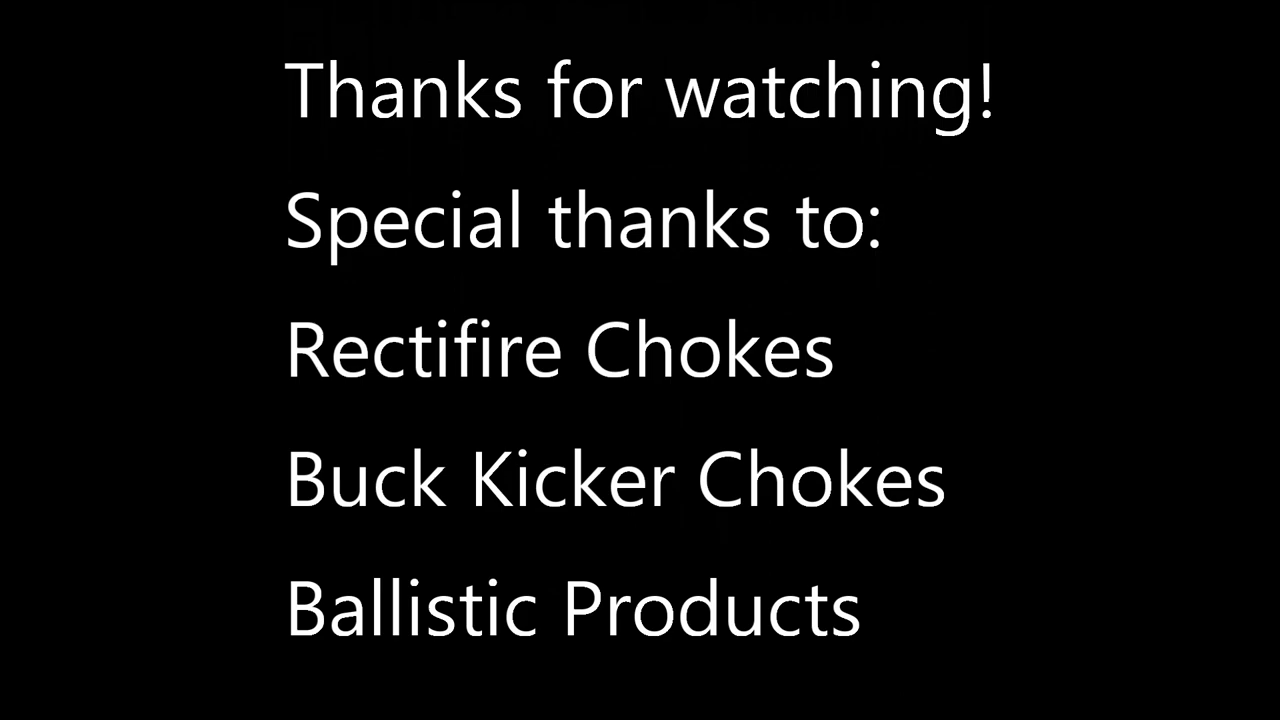 Thanks for watching!
Special thanks to:
Rectifire Chokes
Buck Kicker Chokes
Ballistic Products